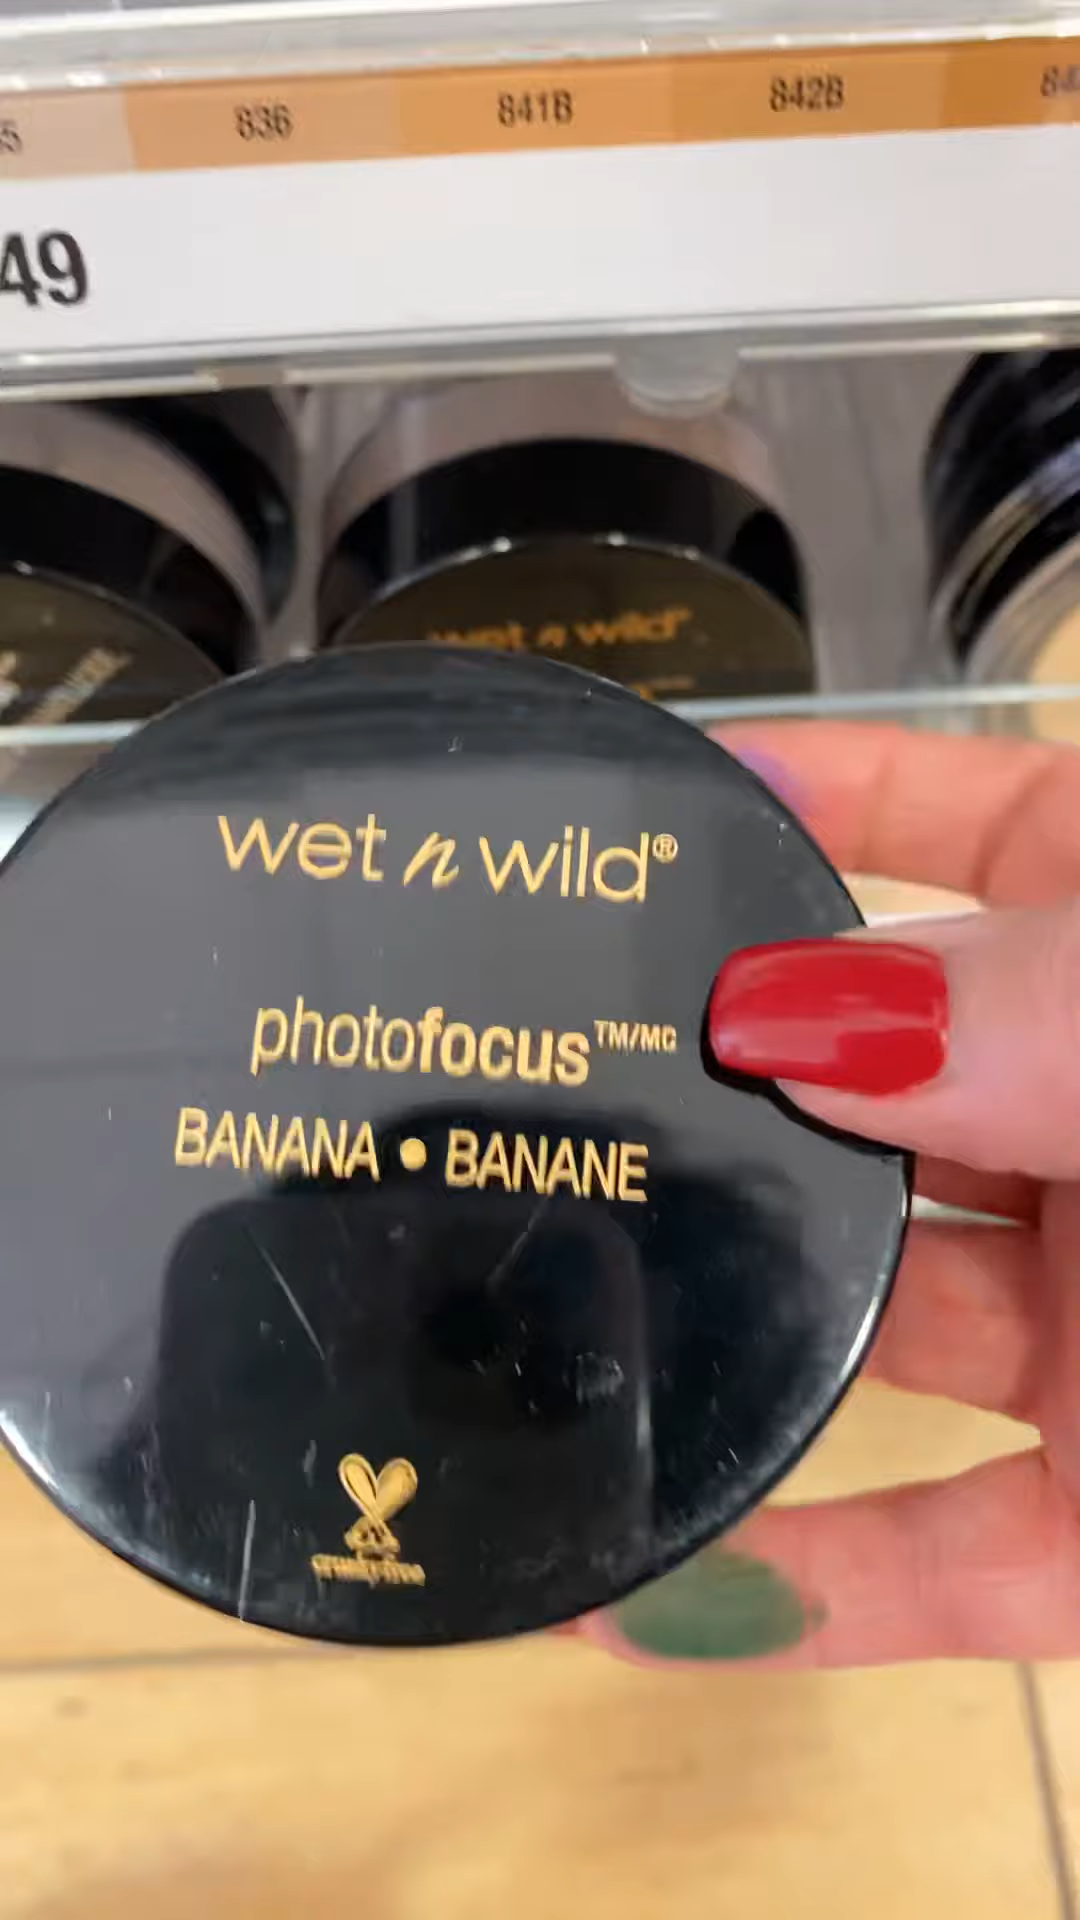 836
841B
842B
49
wet n wild®
wet n wild®
photofocus™/MC
BANANA • BANANE